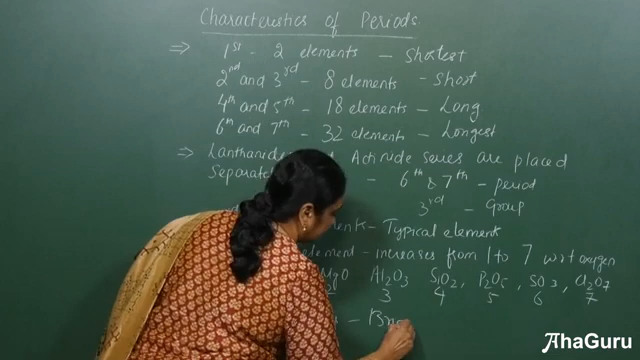 Characteristics of Periods
⇒ 1st - 2 elements - Shortest
2nd and 3rd - 8 elements - Short
4th and 5th - 18 elements - Long
6th and 7th - 32 elements - Longest
⇒ Lanthanide Actinide Series are placed
Separate - 6th & 7th - period
3rd - Group
- Typical element
element - increases from 1 to 7 w.r.t oxygen
MgO Al2O3 SiO2, P2O5, SO3, Cl2O7
2 3 4 5 6 7
-
AhaGuru